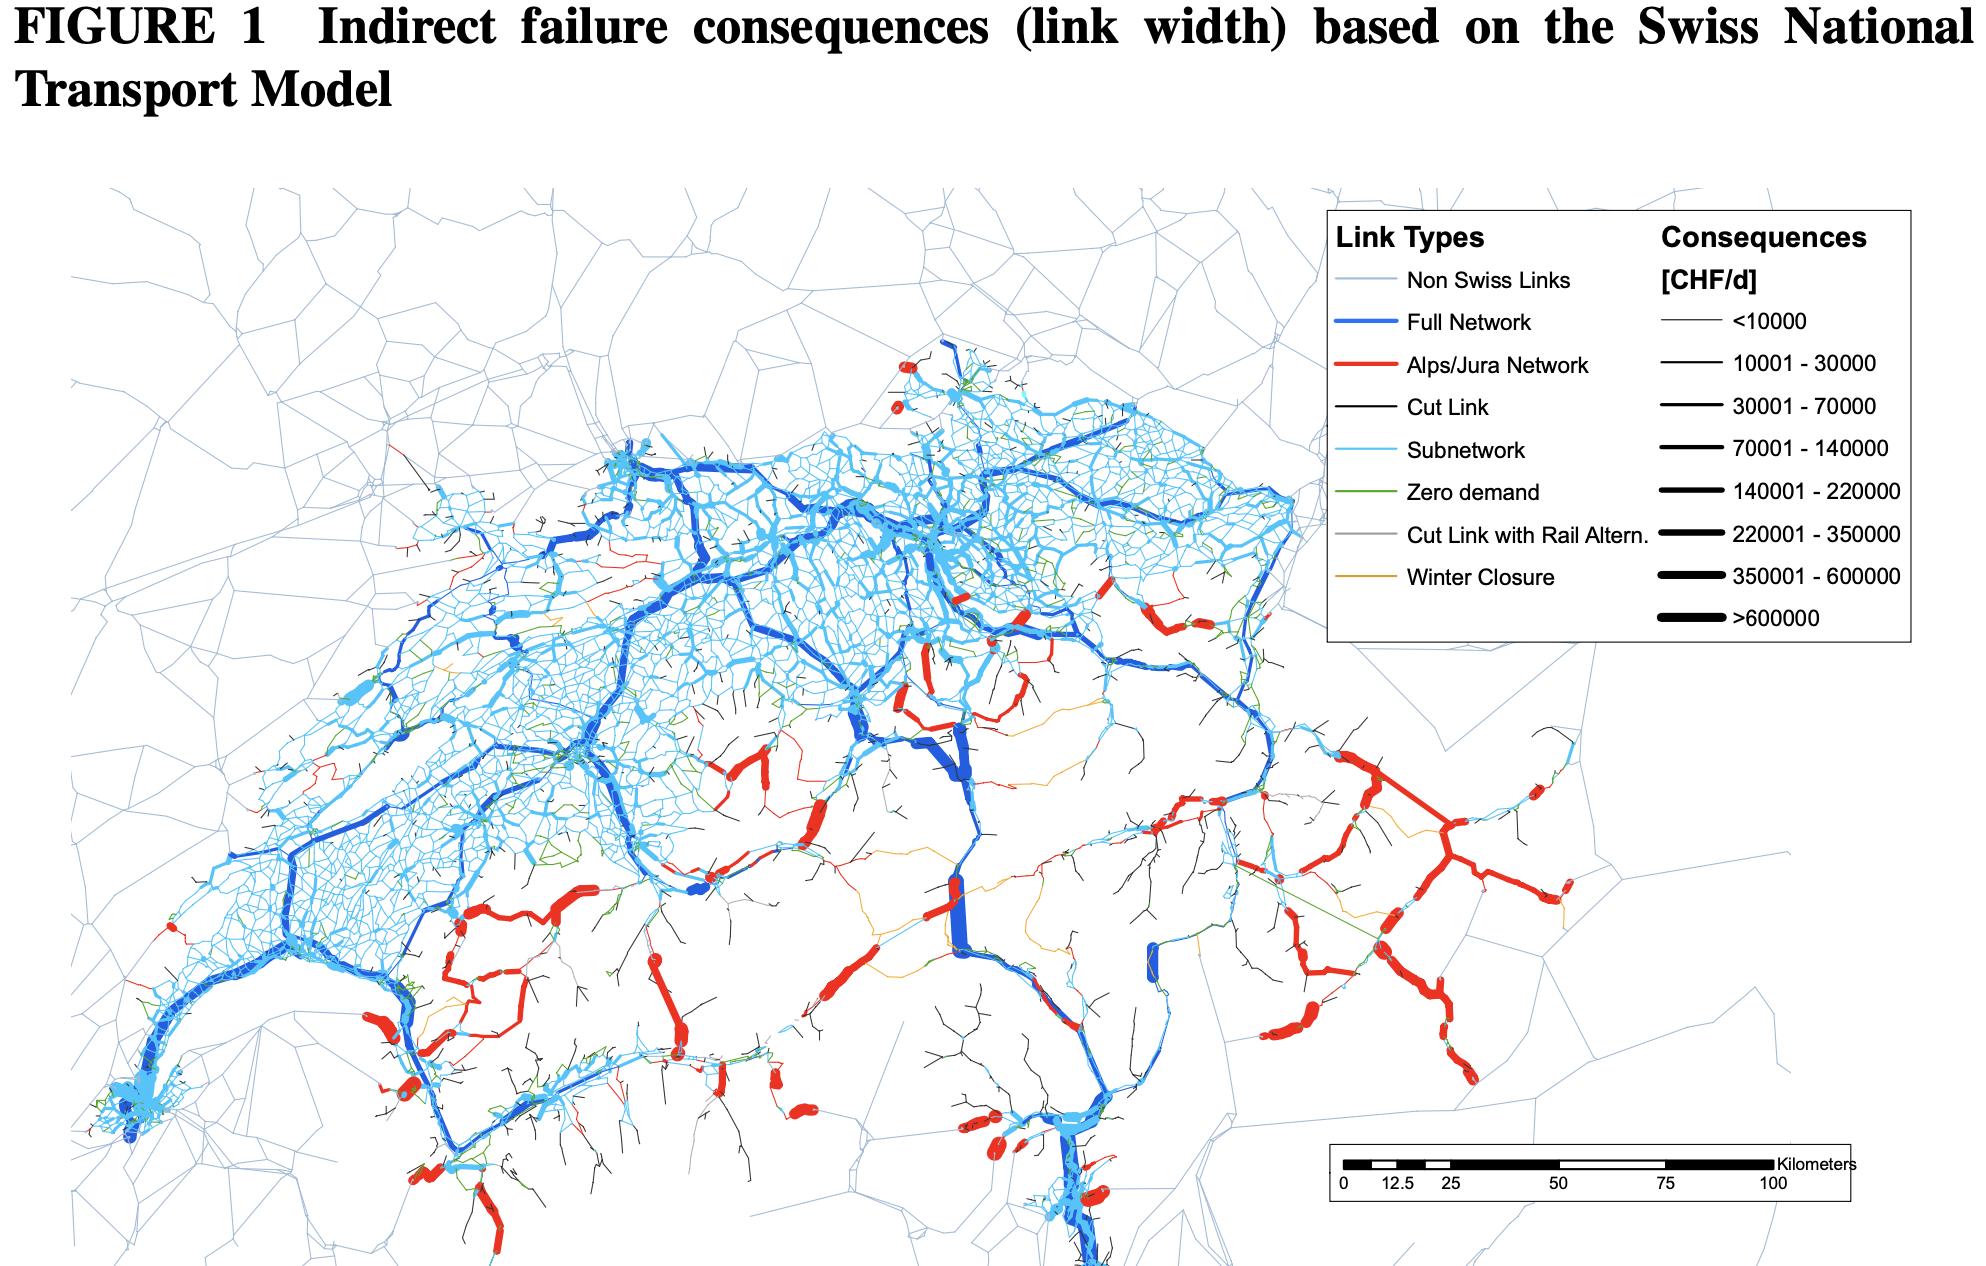 FIGURE 1 Indirect failure consequences (link width) based on the Swiss National
Transport Model
Link Types
Non Swiss Links
Full Network
Alps/Jura Network
Cut Link
Subnetwork
Zero demand
Cut Link with Rail Altern.
Winter Closure
Consequences
[CHF/d]
<10000
10001 - 30000
30001 - 70000
70001 - 140000
140001 - 220000
220001 - 350000
350001 - 600000
>600000
Kilometers
0 12.5 25 50 75 100